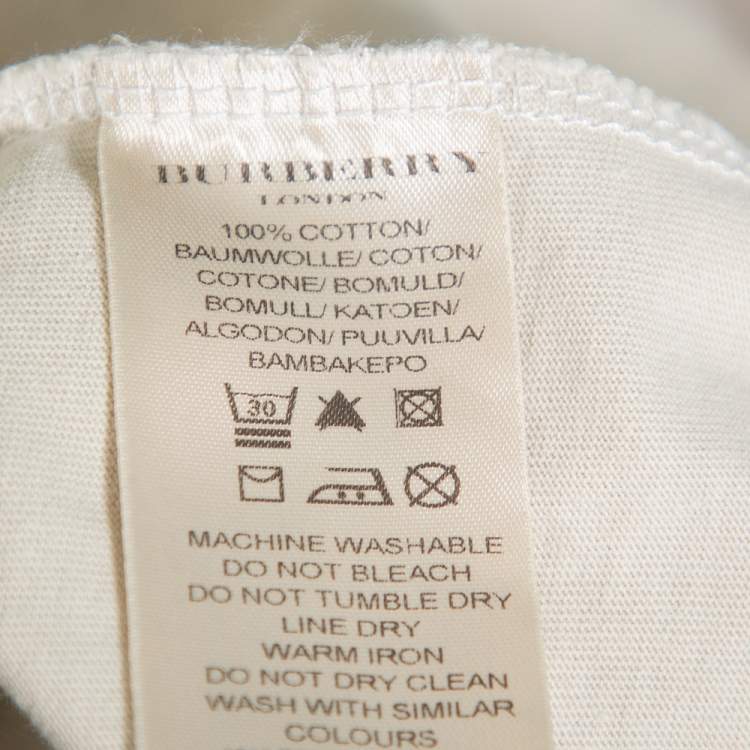 BURBERRY
LONDON
100% COTTON/
BAUMWOLLE/ COTON/
COTONE/ BOMULD/
BOMULL/ KATOEN/
ALGODON/ PUUVILLA/
BAMBAKEPO
30
MACHINE WASHABLE
DO NOT BLEACH
DO NOT TUMBLE DRY
LINE DRY
WARM IRON
DO NOT DRY CLEAN
WASH WITH SIMILAR
COLOURS